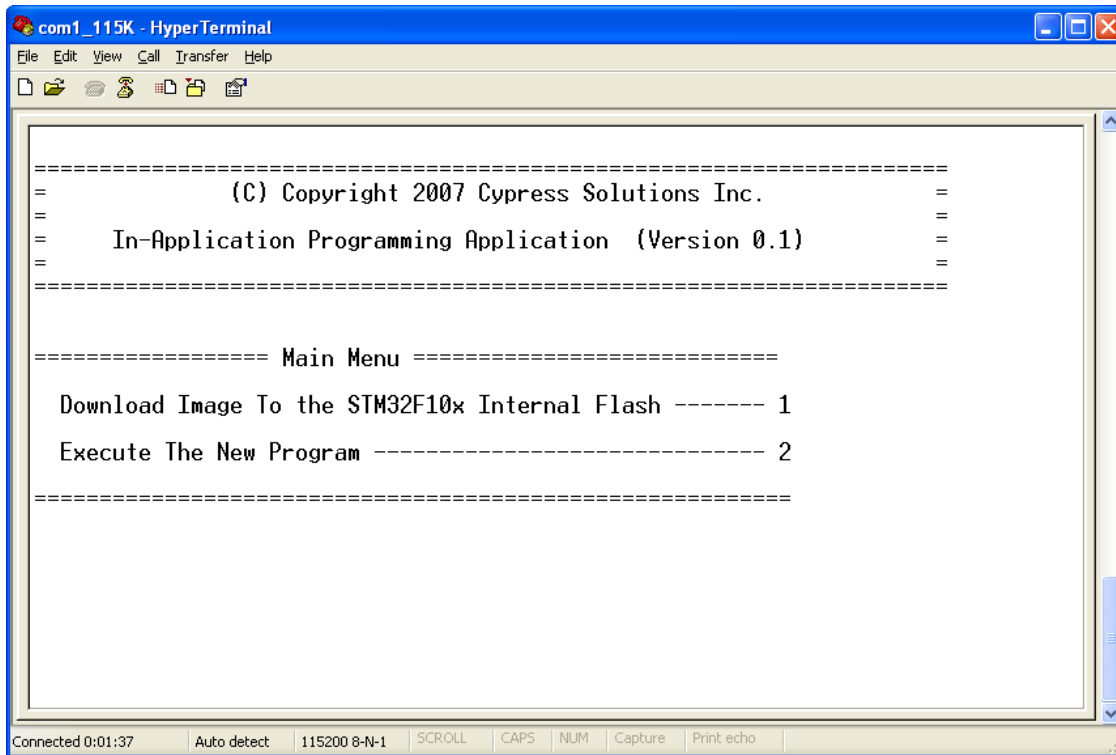 com1_115K - HyperTerminal
File Edit View Call Transfer Help
======================================================================
= (C) Copyright 2007 Cypress Solutions Inc. =
= =
= In-Application Programming Application (Version 0.1) =
= =
======================================================================
================== Main Menu ============================
Download Image To the STM32F10x Internal Flash ------- 1
Execute The New Program ------------------------------ 2
==========================================================
Connected 0:01:37 Auto detect 115200 8-N-1 SCROLL CAPS NUM Capture Print echo